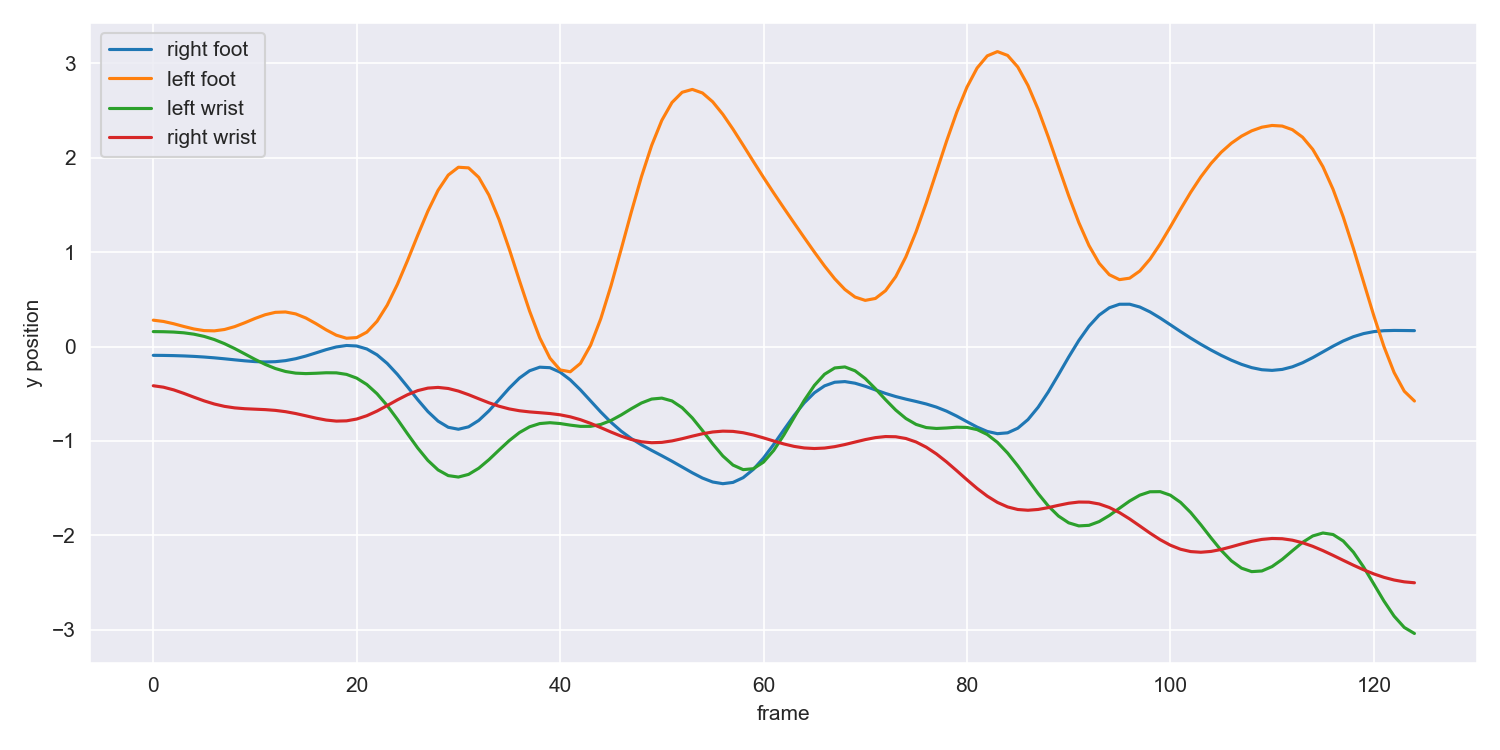 right foot
left foot
left wrist
right wrist
3
2
1
0
−1
−2
−3
y position
0 20 40 60 80 100 120
frame